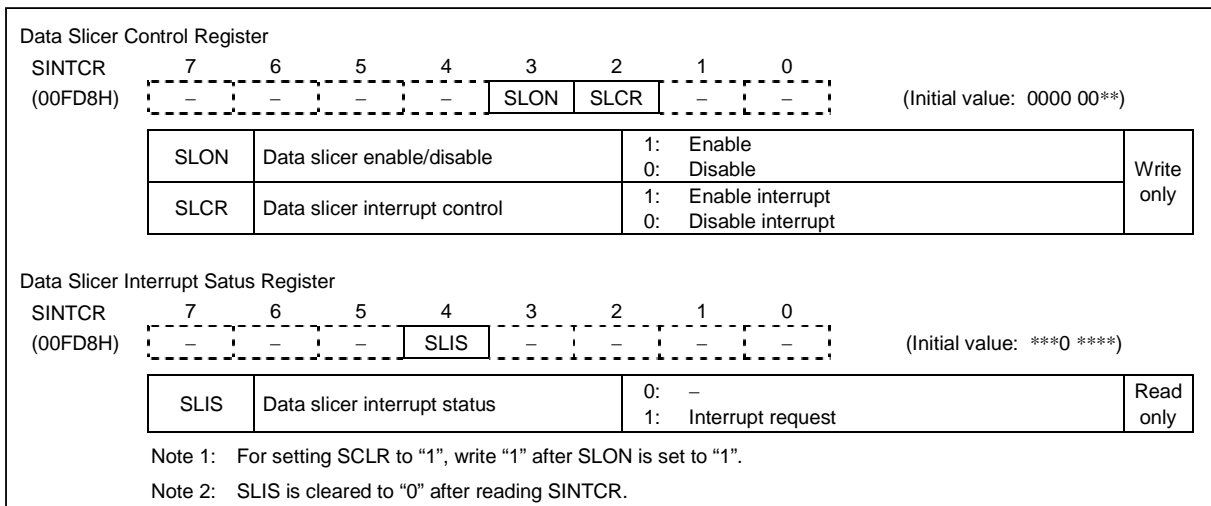 Data Slicer Control Register
SINTCR 7 6 5 4 3 2 1 0
(00FD8H) – – – – SLON SLCR – – (Initial value: 0000 00**)
SLON Data slicer enable/disable 1: Enable
0: Disable
Write only
SLCR Data slicer interrupt control 1: Enable interrupt
0: Disable interrupt
Data Slicer Interrupt Satus Register
SINTCR 7 6 5 4 3 2 1 0
(00FD8H) – – – SLIS – – – – (Initial value: ***0 ****)
SLIS Data slicer interrupt status 0: –
1: Interrupt request
Read only
Note 1: For setting SCLR to “1”, write “1” after SLON is set to “1”.
Note 2: SLIS is cleared to “0” after reading SINTCR.